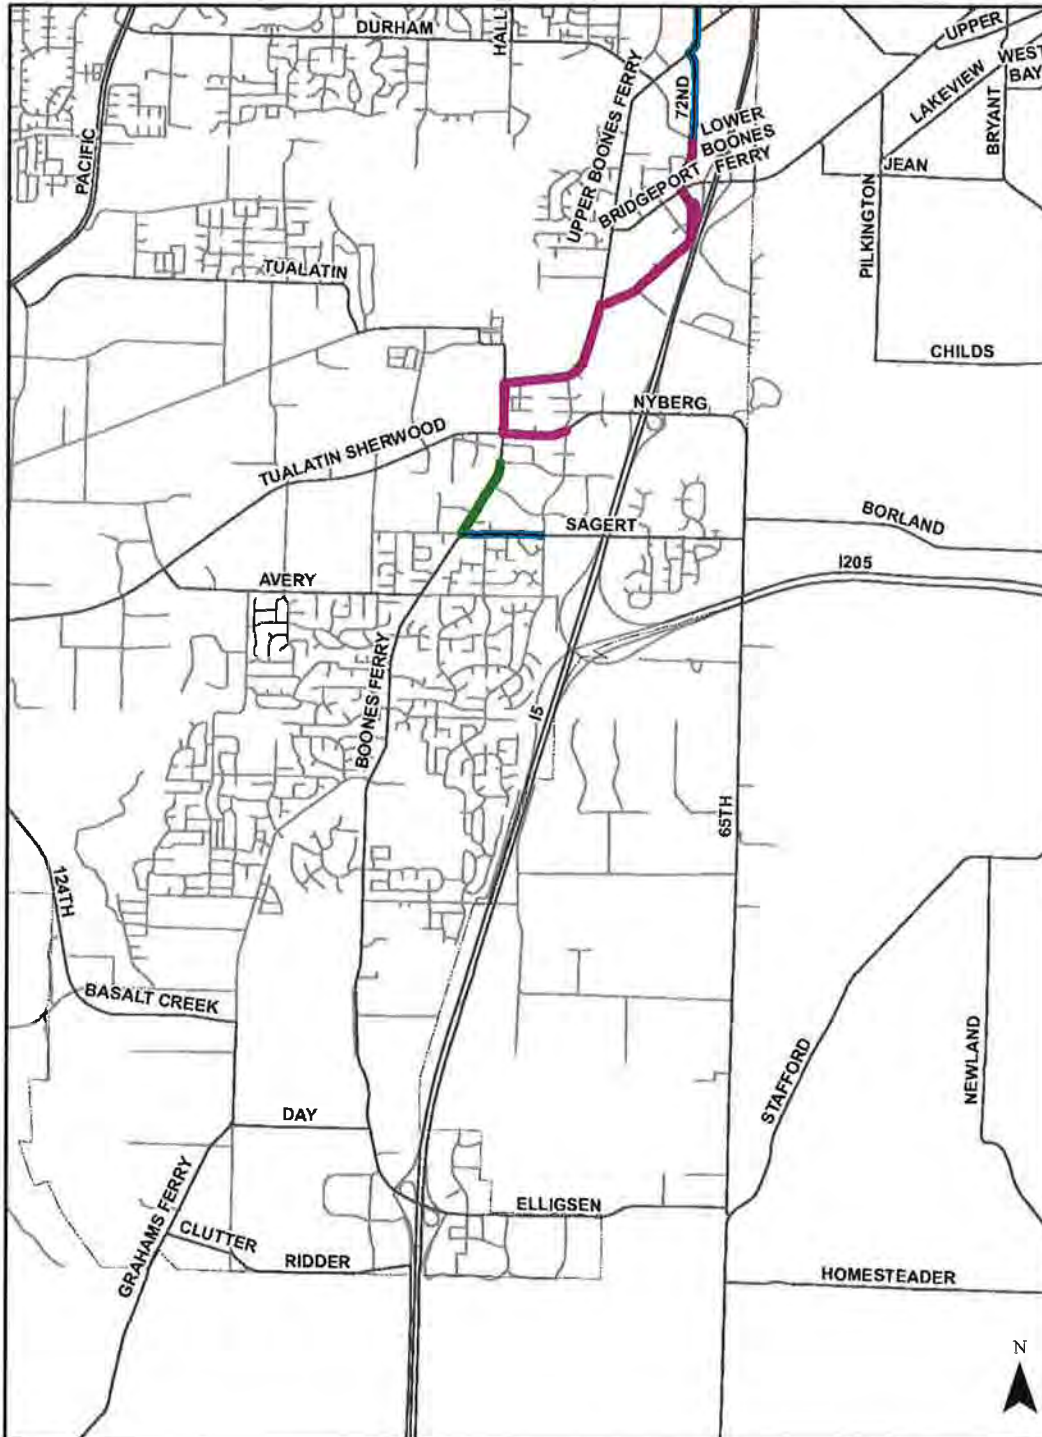 DURHAM
HALL
UPPER
WEST
BAY
LAKEVIEW
BRYANT
72ND
PACIFIC
UPPER BOONES FERRY
LOWER
BOONES
FERRY
BRIDGEPORT
JEAN
PILKINGTON
TUALATIN
CHILDS
NYBERG
TUALATIN SHERWOOD
SAGERT
BORLAND
I205
AVERY
BOONES FERRY
I5
65TH
124TH
BASALT CREEK
STAFFORD
NEWLAND
DAY
GRAHAMS FERRY
ELLIGSEN
CLUTTER
RIDDER
HOMESTEADER
N